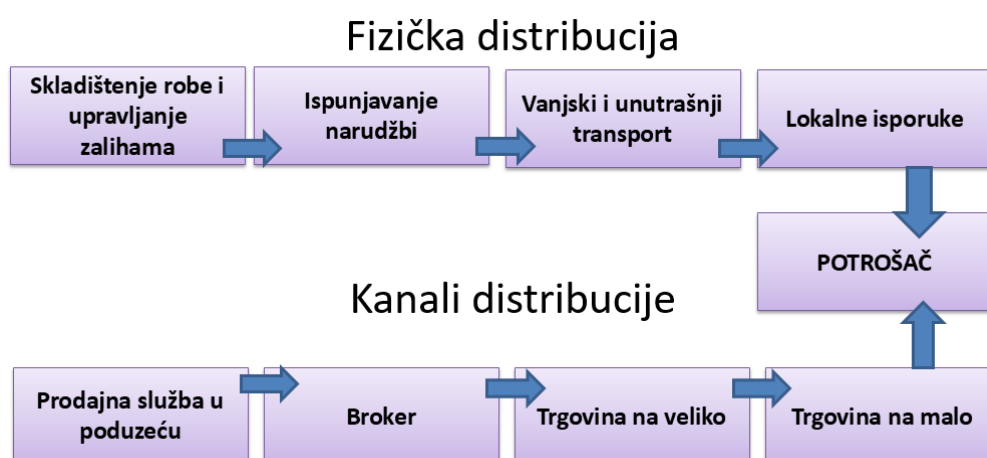 Fizička distribucija
Skladištenje robe i
upravljanje
zalihama
Ispunjavanje
narudžbi
Vanjski i unutrašnji
transport
Lokalne isporuke
POTROŠAČ
Kanali distribucije
Prodajna služba u
poduzeću
Broker
Trgovina na veliko
Trgovina na malo